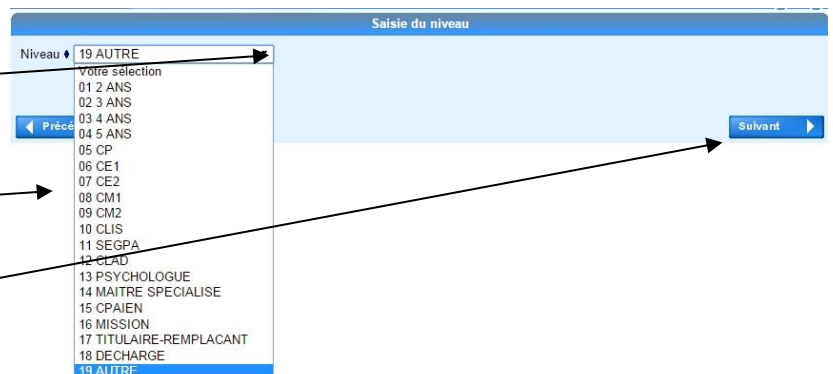 Saisie du niveau
Niveau 19 AUTRE
Votre sélection
01 2 ANS
02 3 ANS
03 4 ANS
04 5 ANS
05 CP
06 CE1
07 CE2
08 CM1
09 CM2
10 CLIS
11 SEGPA
12 CLAD
13 PSYCHOLOGUE
14 MAITRE SPECIALISE
15 CPAIEN
16 MISSION
17 TITULAIRE-REMPLACANT
18 DECHARGE
19 AUTRE
Précé
Suivant